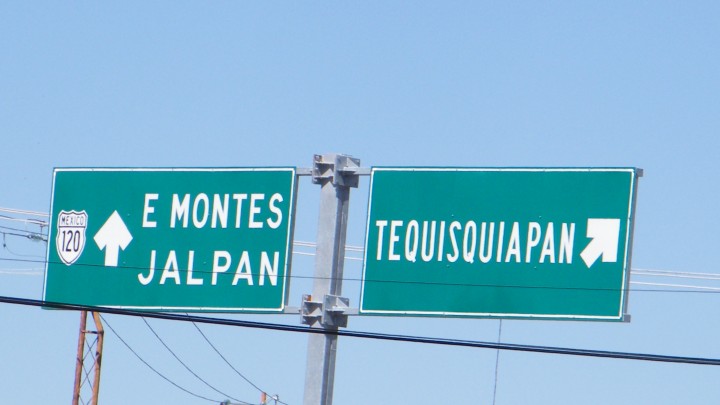 MEXICO
120
E MONTES
JALPAN
TEQUISQUIAPAN